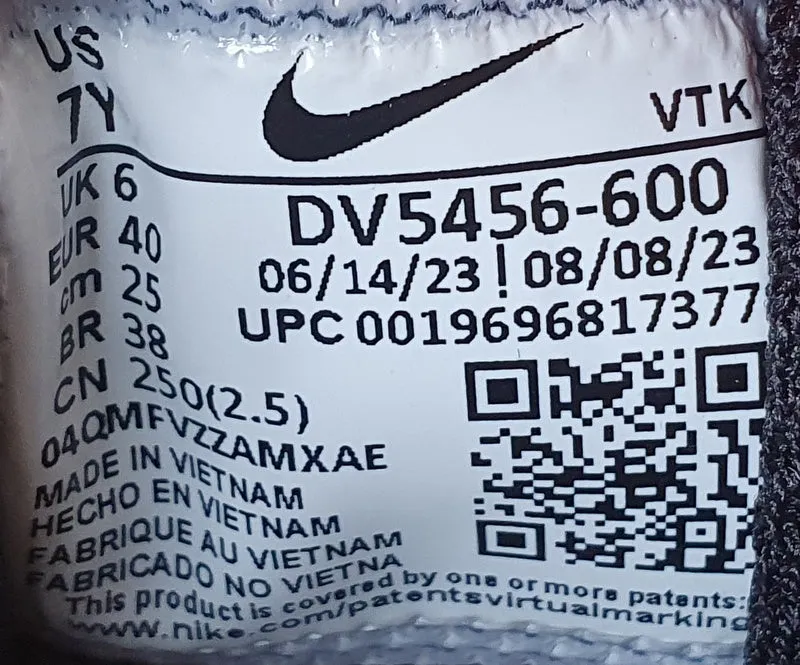 US
7Y
VTK
UK 6
EUR 40
cm 25
BR 38
CN 250(2.5)
DV5456-600
06/14/23 | 08/08/23
UPC 0019696817377
04QMFVZZAMXAE
MADE IN VIETNAM
HECHO EN VIETNAM
FABRIQUE AU VIETNAM
FABRICADO NO VIETNA
This product is covered by one or more patents:
www.nike.com/patentsvirtualmarking